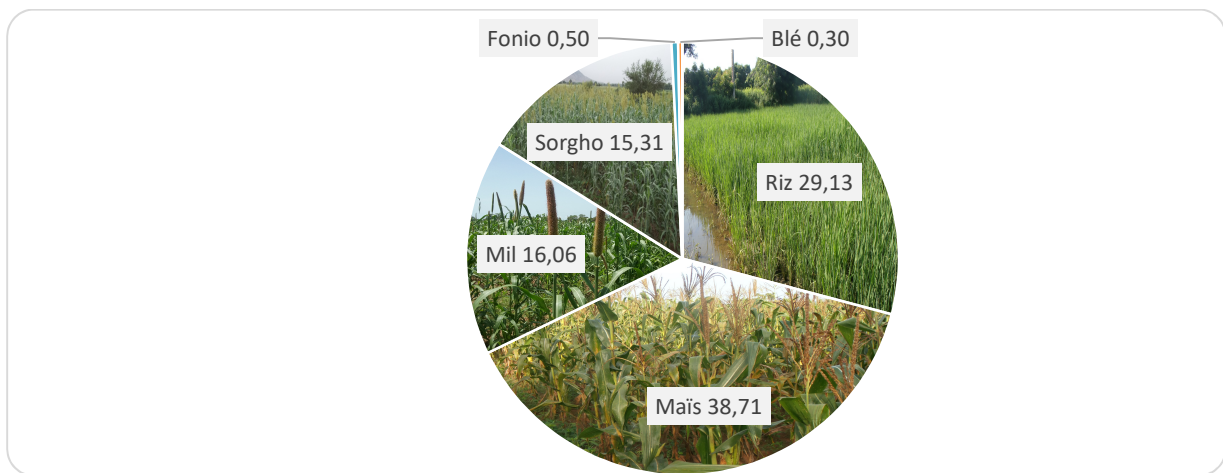 Fonio 0,50
Blé 0,30
Sorgho 15,31
Riz 29,13
Mil 16,06
Maïs 38,71